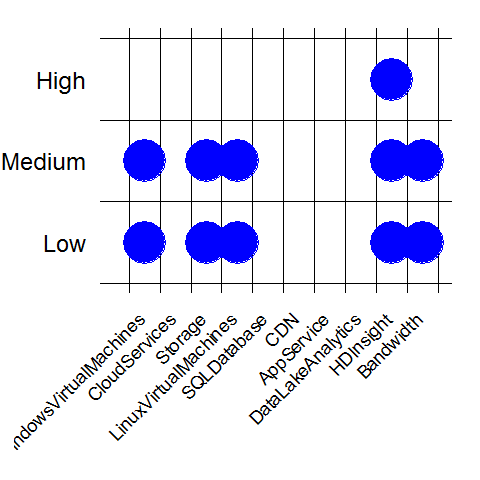 High
Medium
Low
ndowsVirtualMachines
CloudServices
Storage
LinuxVirtualMachines
SQLDatabase
CDN
AppService
DataLakeAnalytics
HDInsight
Bandwidth